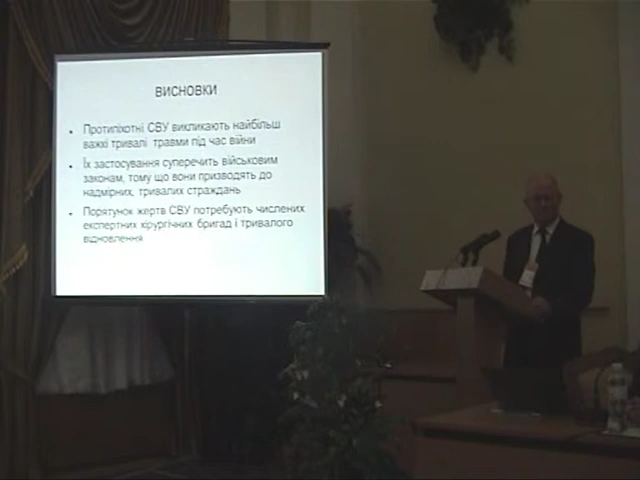 ВИСНОВКИ
• Протипіхотні СВУ викликають найбільш
важкі тривалі травми під час війни
• Їх застосування суперечить військовим
законам, тому що вони призводять до
надмірних, тривалих страждань
• Порятунок жертв СВУ потребують числених
експертних хірургічних бригад і тривалого
відновлення